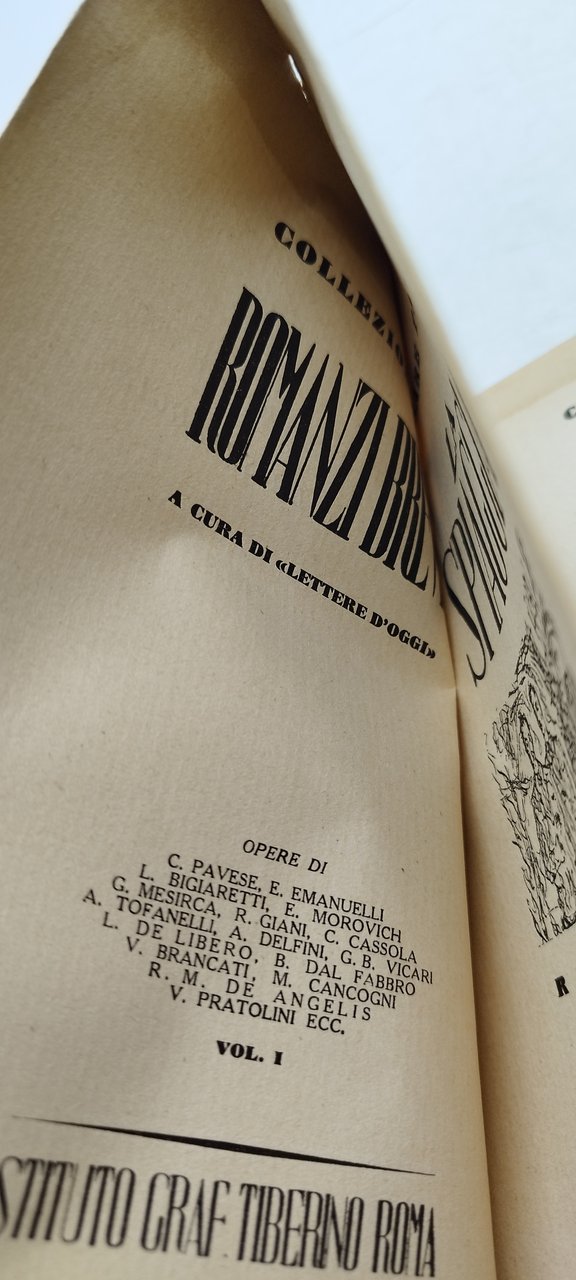 COLLEZIO
ROMANZI BRE
A CURA DI «LETTERE D'OGGI»
OPERE DI
C. PAVESE, E. EMANUELLI
L. BIGIARETTI, E. MOROVICH
G. MESIRCA, R. GIANI, C. CASSOLA
A. TOFANELLI, A. DELFINI, G. B. VICARI
L. DE LIBERO, B. DAL FABBRO
V. BRANCATI, M. CANCOGNI
R. M. DE ANGELIS
V. PRATOLINI ECC.
VOL. I
STITUTO GRAF. TIBERINO ROMA
R